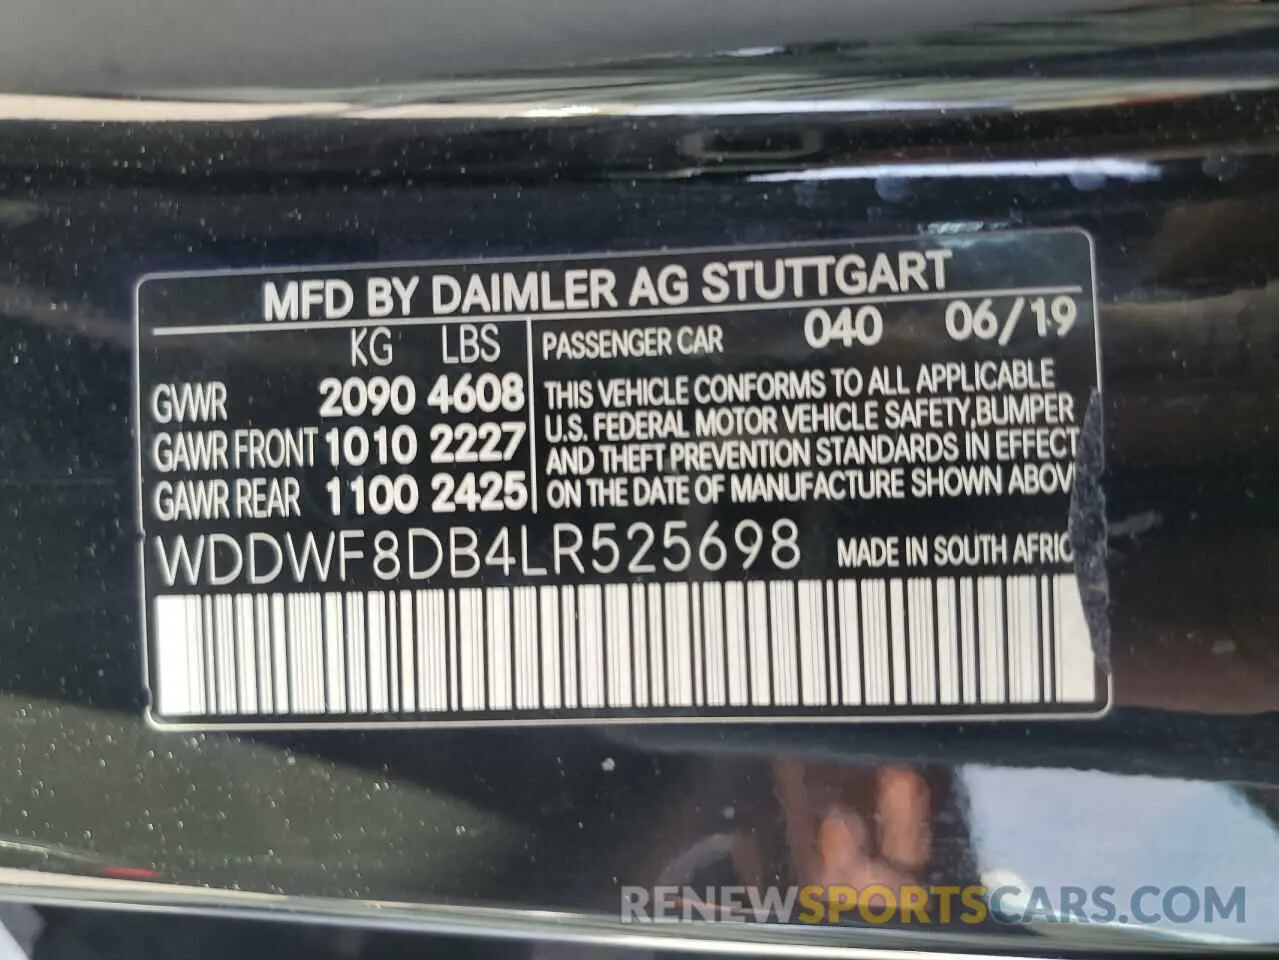 MFD BY DAIMLER AG STUTTGART
KG LBS
GVWR 2090 4608
GAWR FRONT 1010 2227
GAWR REAR 1100 2425
PASSENGER CAR 040 06/19
THIS VEHICLE CONFORMS TO ALL APPLICABLE
U.S. FEDERAL MOTOR VEHICLE SAFETY, BUMPER
AND THEFT PREVENTION STANDARDS IN EFFECT
ON THE DATE OF MANUFACTURE SHOWN ABOV
WDDWF8DB4LR525698 MADE IN SOUTH AFRIC
RENEWSPORTSCARS.COM